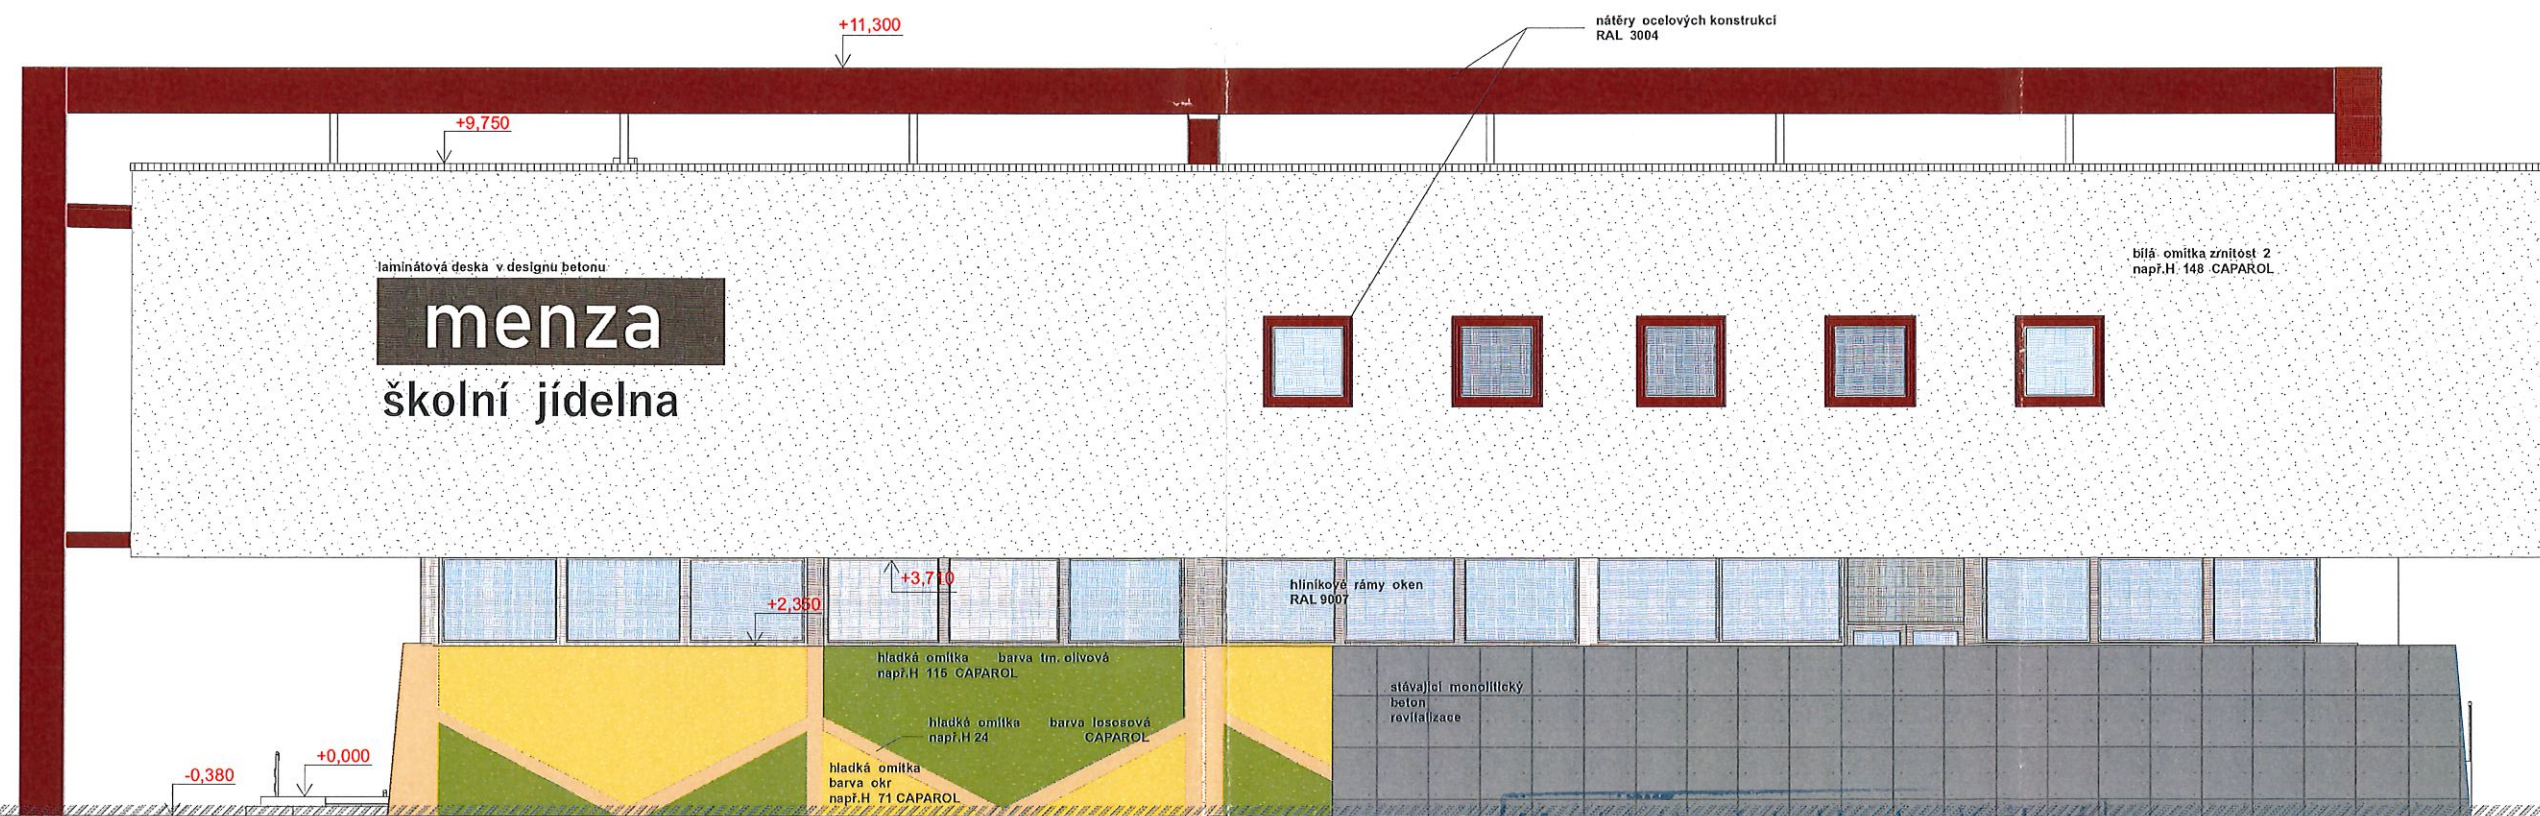 +11,300
nátěry ocelových konstrukcí
RAL 3004
+9,750
bílá omítka zrnitost 2
např.H 148 CAPAROL
laminátová deska v designu betonu
menza
školní jídelna
+3,710
hliníkové rámy oken
RAL 9007
+2,350
hladká omítka barva tm. olivová
např.H 115 CAPAROL
stávající monolitický
beton
revitalizace
hladká omítka barva lososová
např.H 24 CAPAROL
+0,000
-0,380
hladká omítka
barva okr
např.H 71 CAPAROL